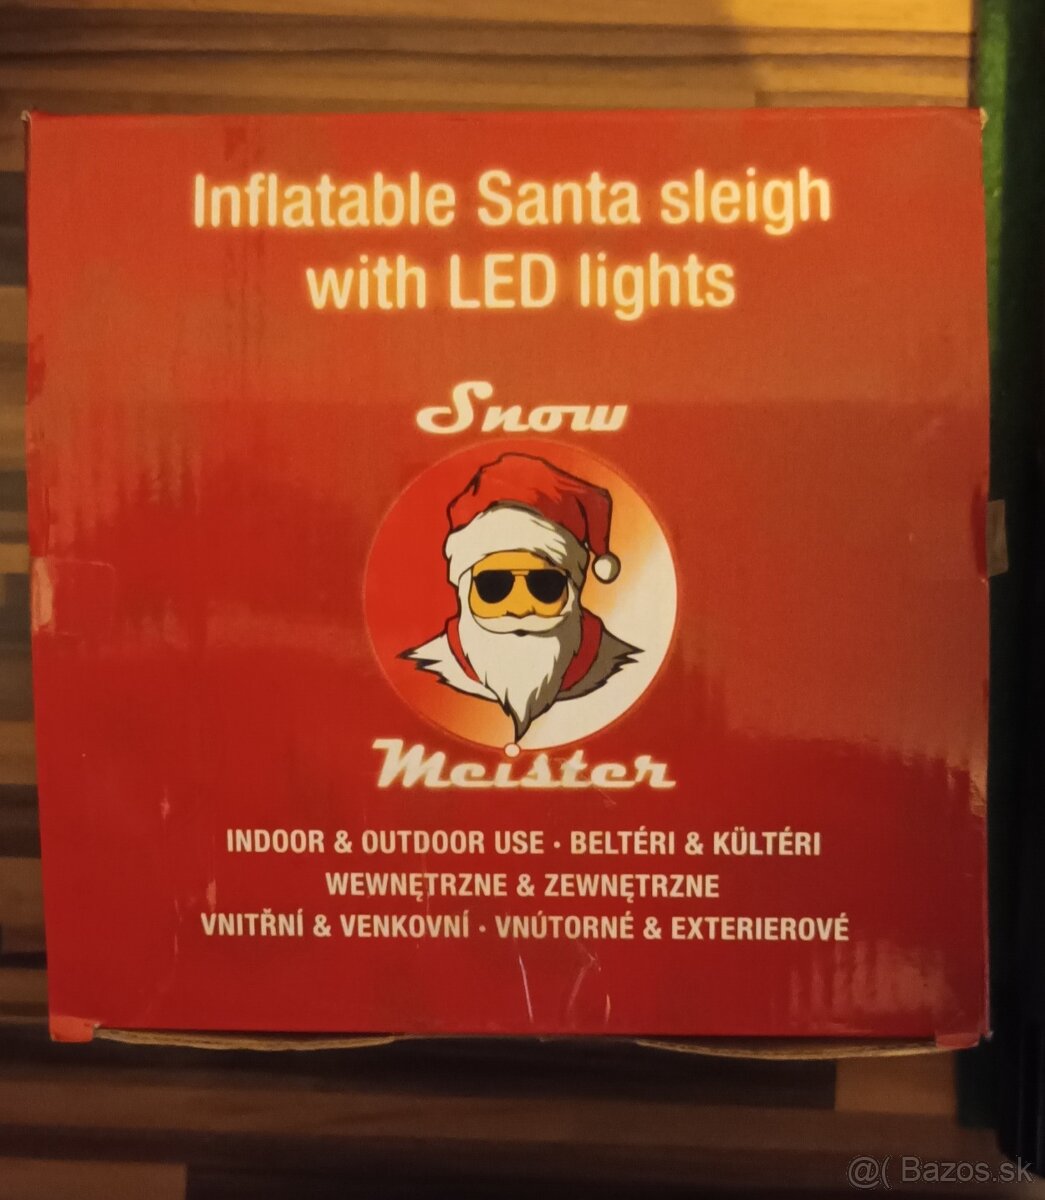 Inflatable Santa sleigh
with LED lights
Snow
Meister
INDOOR & OUTDOOR USE • BELTÉRI & KÜLTÉRI
WEWNĘTRZNE & ZEWNĘTRZNE
VNITŘNÍ & VENKOVNÍ • VNÚTORNÉ & EXTERIEROVÉ
@( Bazos.sk